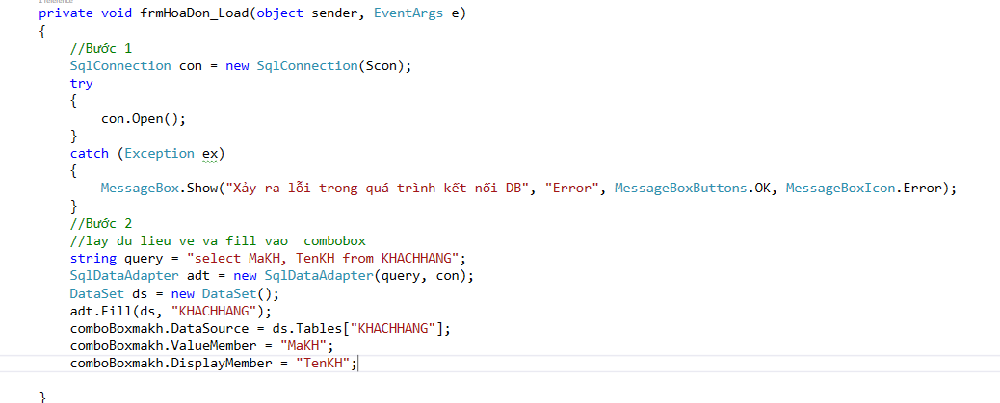 private void frmHoaDon_Load(object sender, EventArgs e)
{
//Bước 1
SqlConnection con = new SqlConnection(Scon);
try
{
con.Open();
}
catch (Exception ex)
{
MessageBox.Show("Xảy ra lỗi trong quá trình kết nối DB", "Error", MessageBoxButtons.OK, MessageBoxIcon.Error);
}
//Bước 2
//lay du lieu ve va fill vao  combobox
string query = "select MaKH, TenKH from KHACHHANG";
SqlDataAdapter adt = new SqlDataAdapter(query, con);
DataSet ds = new DataSet();
adt.Fill(ds, "KHACHHANG");
comboBoxmakh.DataSource = ds.Tables["KHACHHANG"];
comboBoxmakh.ValueMember = "MaKH";
comboBoxmakh.DisplayMember = "TenKH";
}